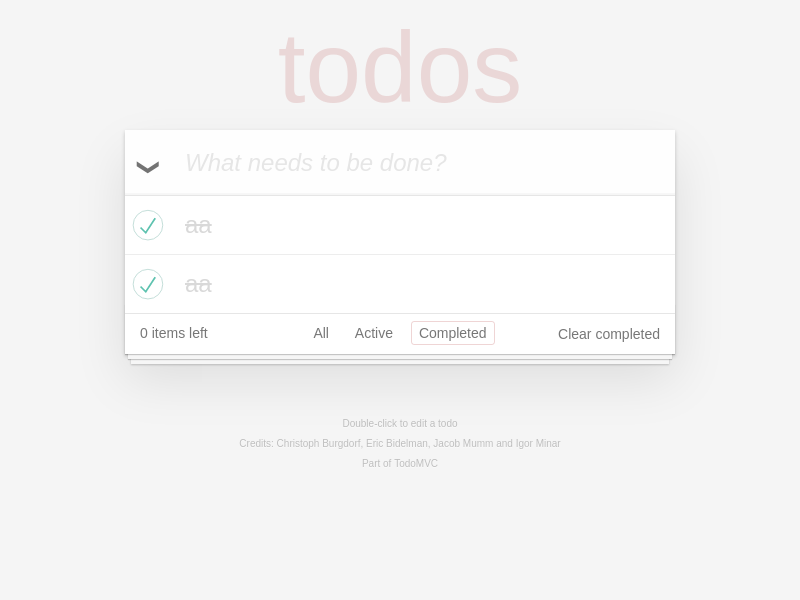 todos
What needs to be done?
aa
aa
0 items left All Active Completed Clear completed
Double-click to edit a todo
Credits: Christoph Burgdorf, Eric Bidelman, Jacob Mumm and Igor Minar
Part of TodoMVC